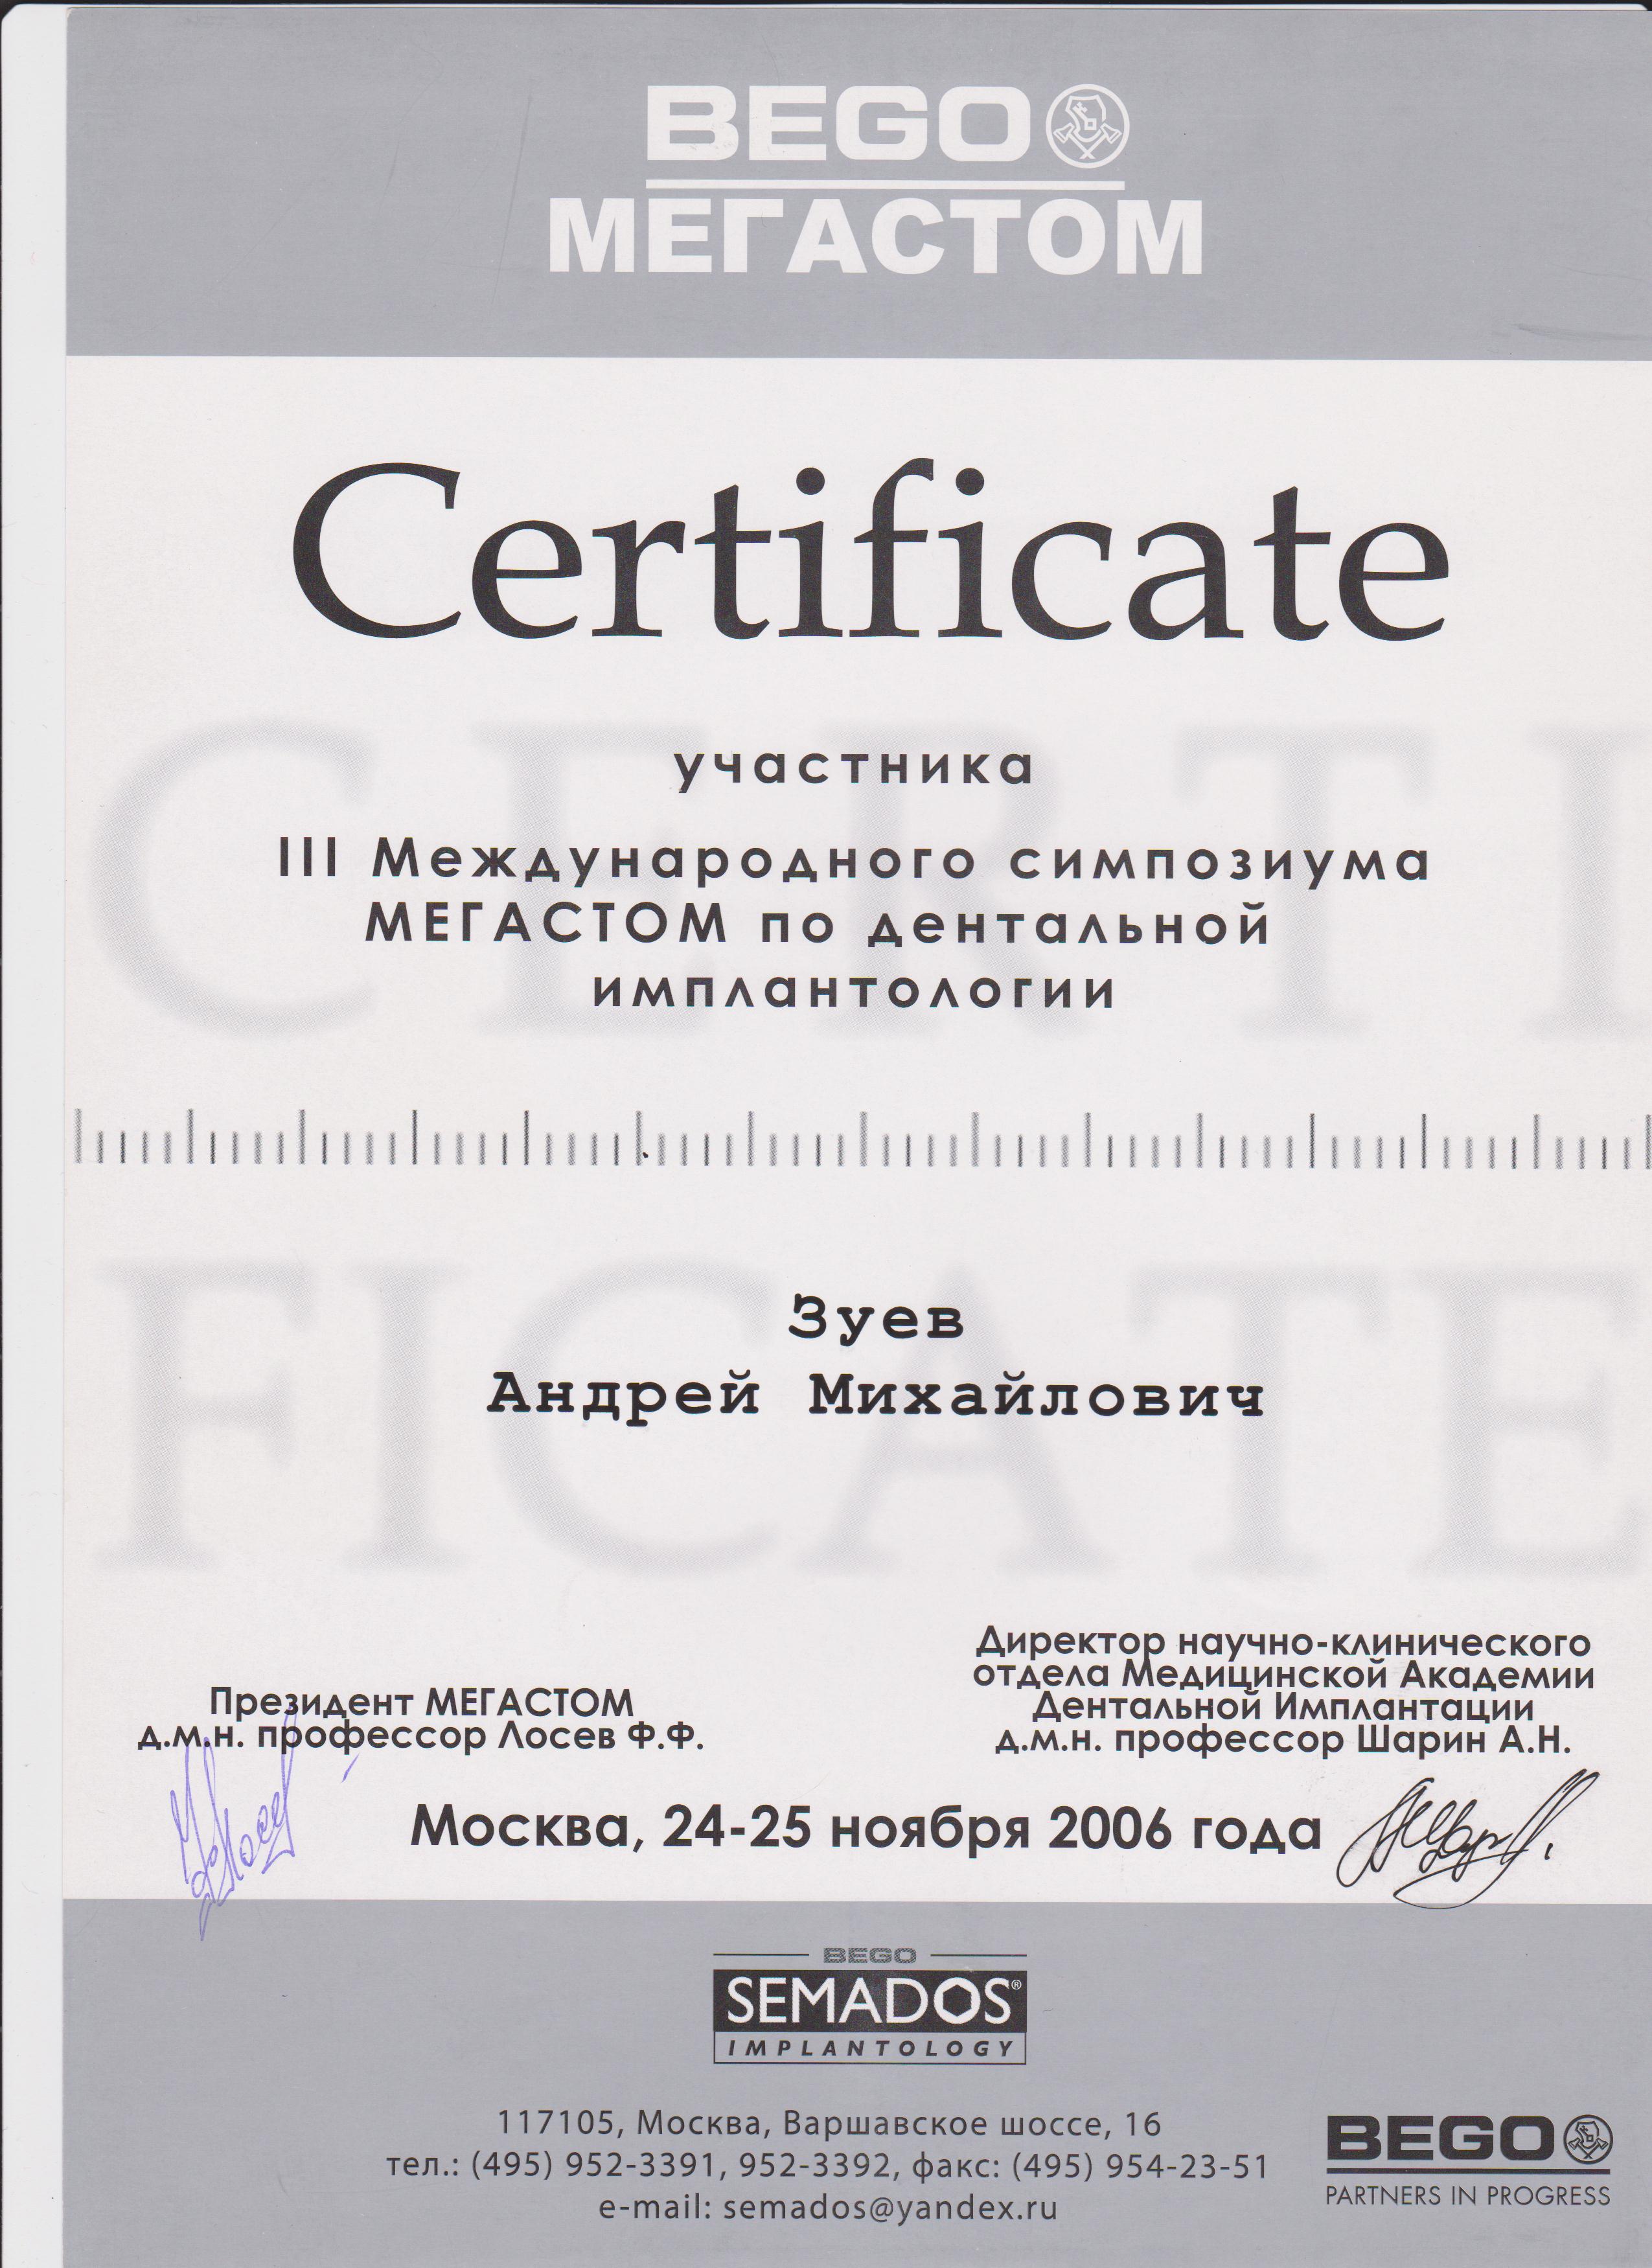 BEGO
МЕГАСТОМ
Certificate
CERTI
участника
III Международного симпозиума
МЕГАСТОМ по дентальной
имплантологии
FICATE
Зуев
Андрей Михайлович
Президент МЕГАСТОМ
д.м.н. профессор Лосев Ф.Ф.
Директор научно-клинического
отдела Медицинской Академии
Дентальной Имплантации
д.м.н. профессор Шарин А.Н.
Москва, 24-25 ноября 2006 года
BEGO
SEMADOS®
IMPLANTOLOGY
117105, Москва, Варшавское шоссе, 16
тел.: (495) 952-3391, 952-3392, факс: (495) 954-23-51
e-mail: semados@yandex.ru
BEGO
PARTNERS IN PROGRESS